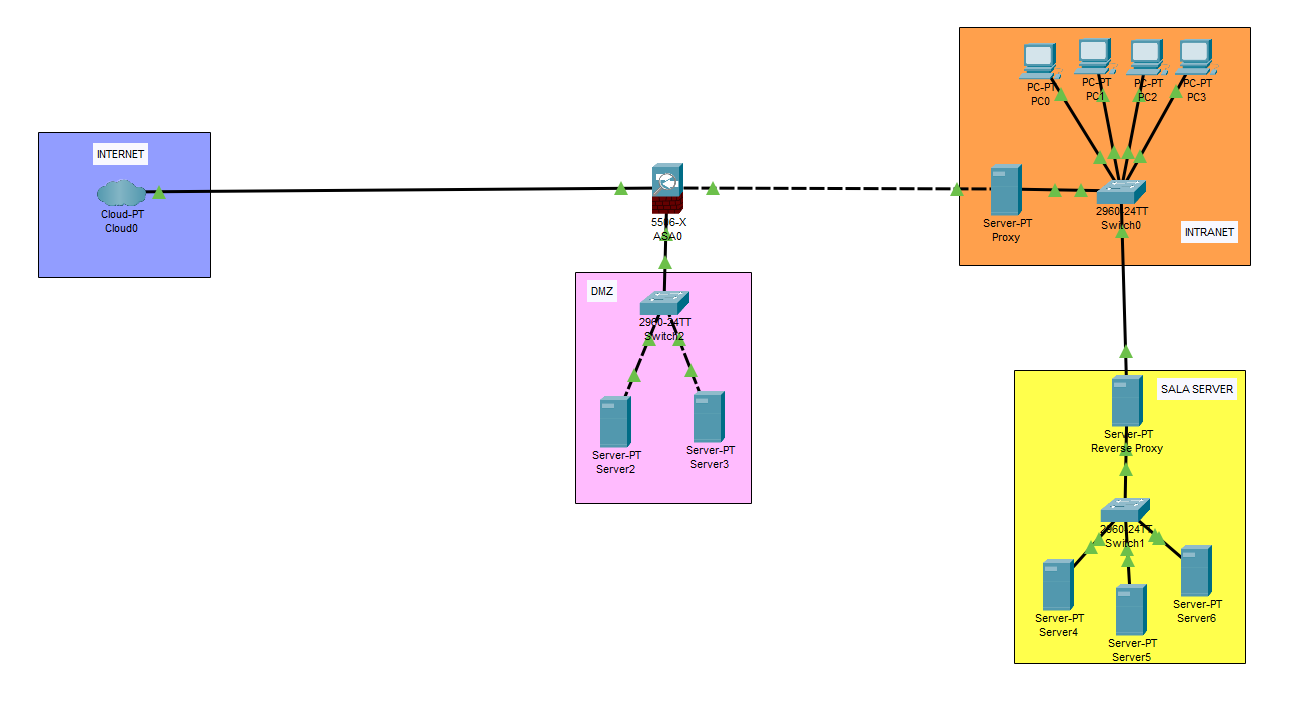 INTERNET
Cloud-PT
Cloud0
5506-X
ASA0
DMZ
2960-24TT
Switch2
Server-PT
Server2
Server-PT
Server3
PC-PT
PC0
PC-PT
PC1
PC-PT
PC2
PC-PT
PC3
Server-PT
Proxy
2960-24TT
Switch0
INTRANET
SALA SERVER
Server-PT
Reverse Proxy
2960-24TT
Switch1
Server-PT
Server4
Server-PT
Server5
Server-PT
Server6